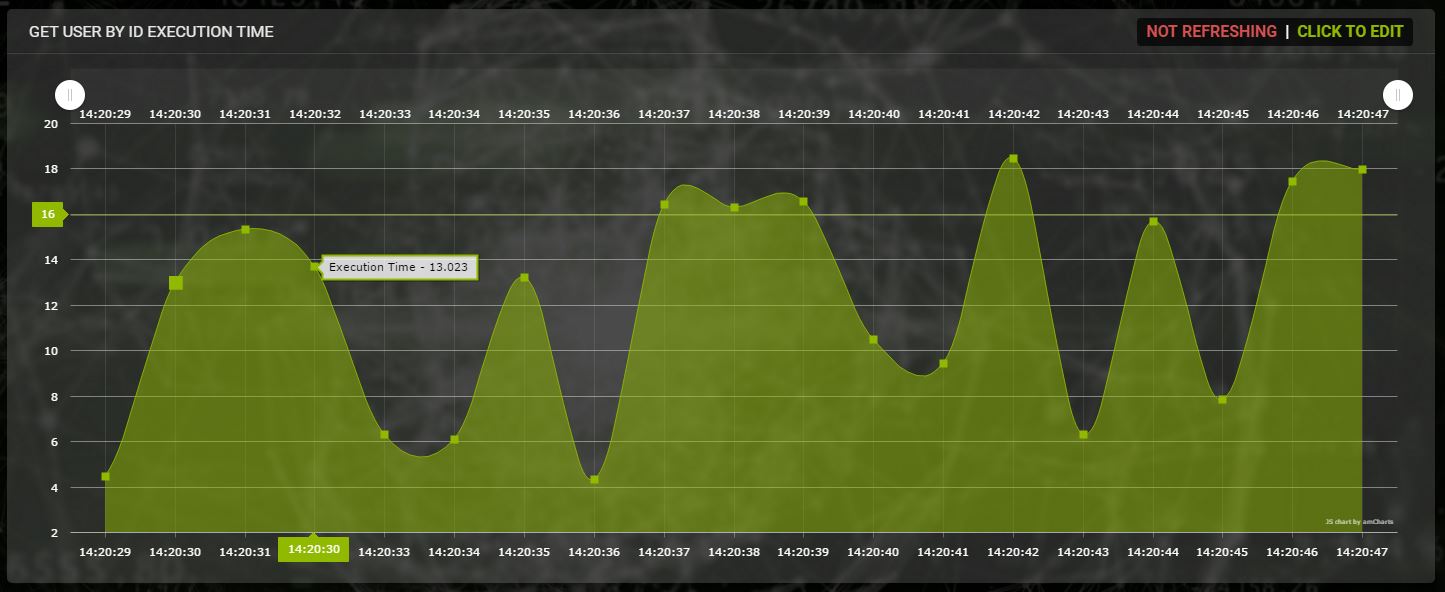 GET USER BY ID EXECUTION TIME
NOT REFRESHING | CLICK TO EDIT
14:20:29 14:20:30 14:20:31 14:20:32 14:20:33 14:20:34 14:20:35 14:20:36 14:20:37 14:20:38 14:20:39 14:20:40 14:20:41 14:20:42 14:20:43 14:20:44 14:20:45 14:20:46 14:20:47
20
18
16
14
Execution Time - 13.023
12
10
8
6
4
JS chart by amCharts
2
14:20:29 14:20:30 14:20:31 14:20:30 14:20:33 14:20:34 14:20:35 14:20:36 14:20:37 14:20:38 14:20:39 14:20:40 14:20:41 14:20:42 14:20:43 14:20:44 14:20:45 14:20:46 14:20:47